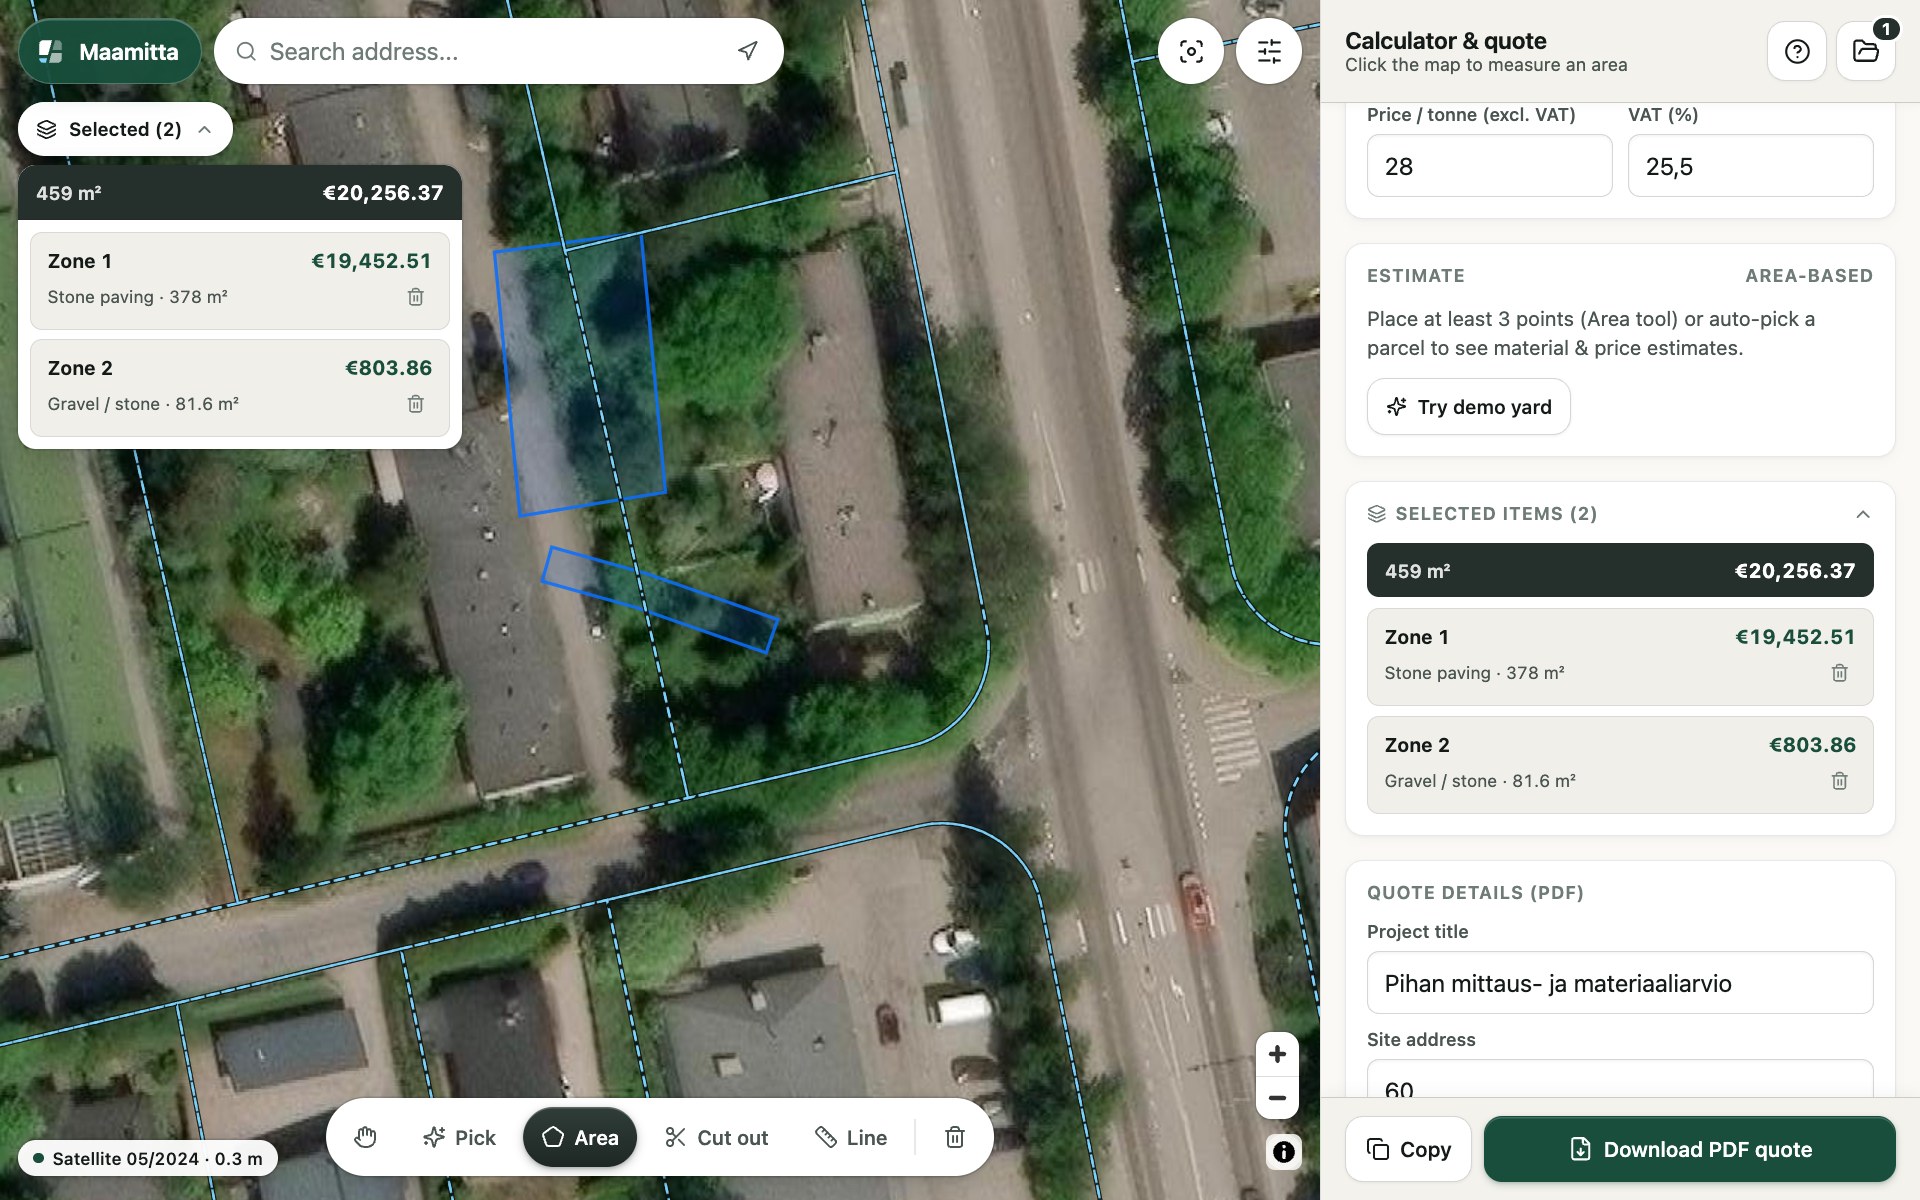 Maamitta
Search address...
Selected (2)
459 m² €20,256.37
Zone 1 €19,452.51
Stone paving · 378 m²
Zone 2 €803.86
Gravel / stone · 81.6 m²
Satellite 05/2024 · 0.3 m
Pick
Area
Cut out
Line
Calculator & quote
Click the map to measure an area
1
Price / tonne (excl. VAT) VAT (%)
28 25,5
ESTIMATE AREA-BASED
Place at least 3 points (Area tool) or auto-pick a
parcel to see material & price estimates.
Try demo yard
SELECTED ITEMS (2)
459 m² €20,256.37
Zone 1 €19,452.51
Stone paving · 378 m²
Zone 2 €803.86
Gravel / stone · 81.6 m²
QUOTE DETAILS (PDF)
Project title
Pihan mittaus- ja materiaaliarvio
Site address
60
Copy
Download PDF quote